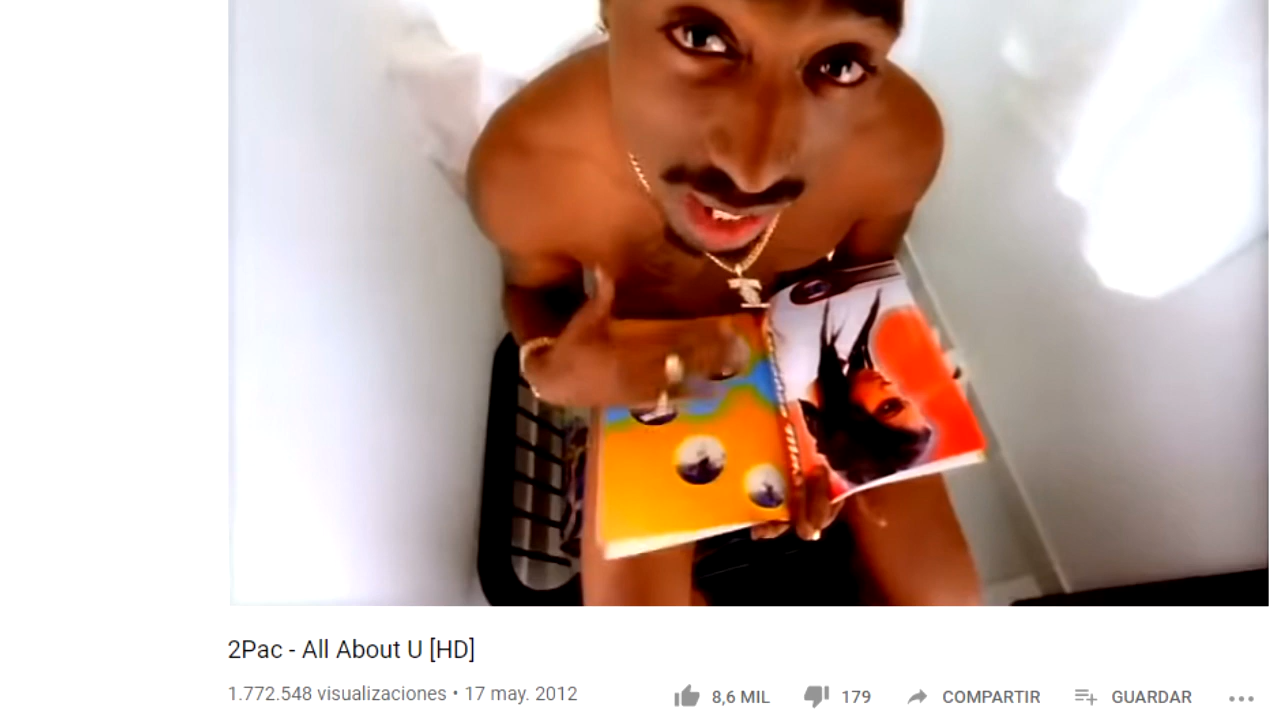 2Pac - All About U [HD]
1.772.548 visualizaciones • 17 may. 2012
8,6 MIL 179 COMPARTIR GUARDAR